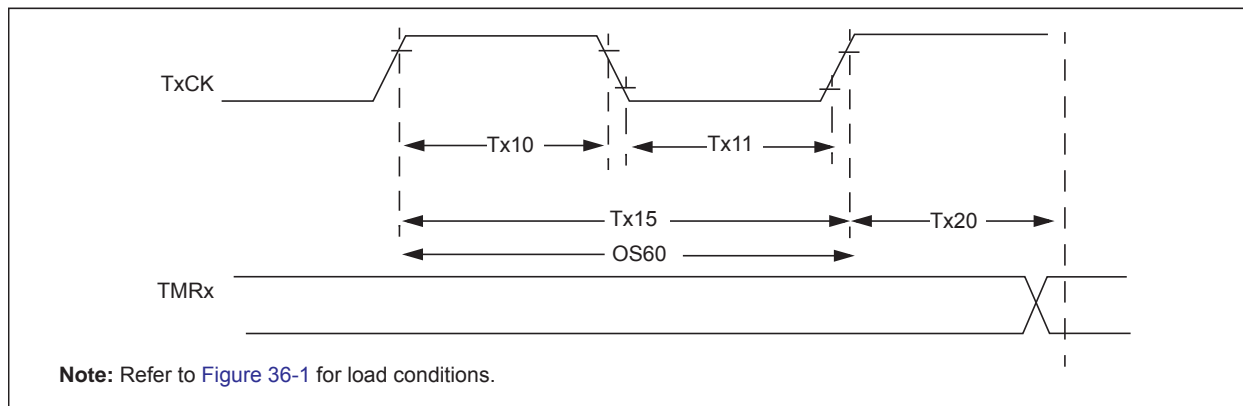 TxCK
Tx10
Tx11
Tx15
Tx20
OS60
TMRx
Note: Refer to Figure 36-1 for load conditions.